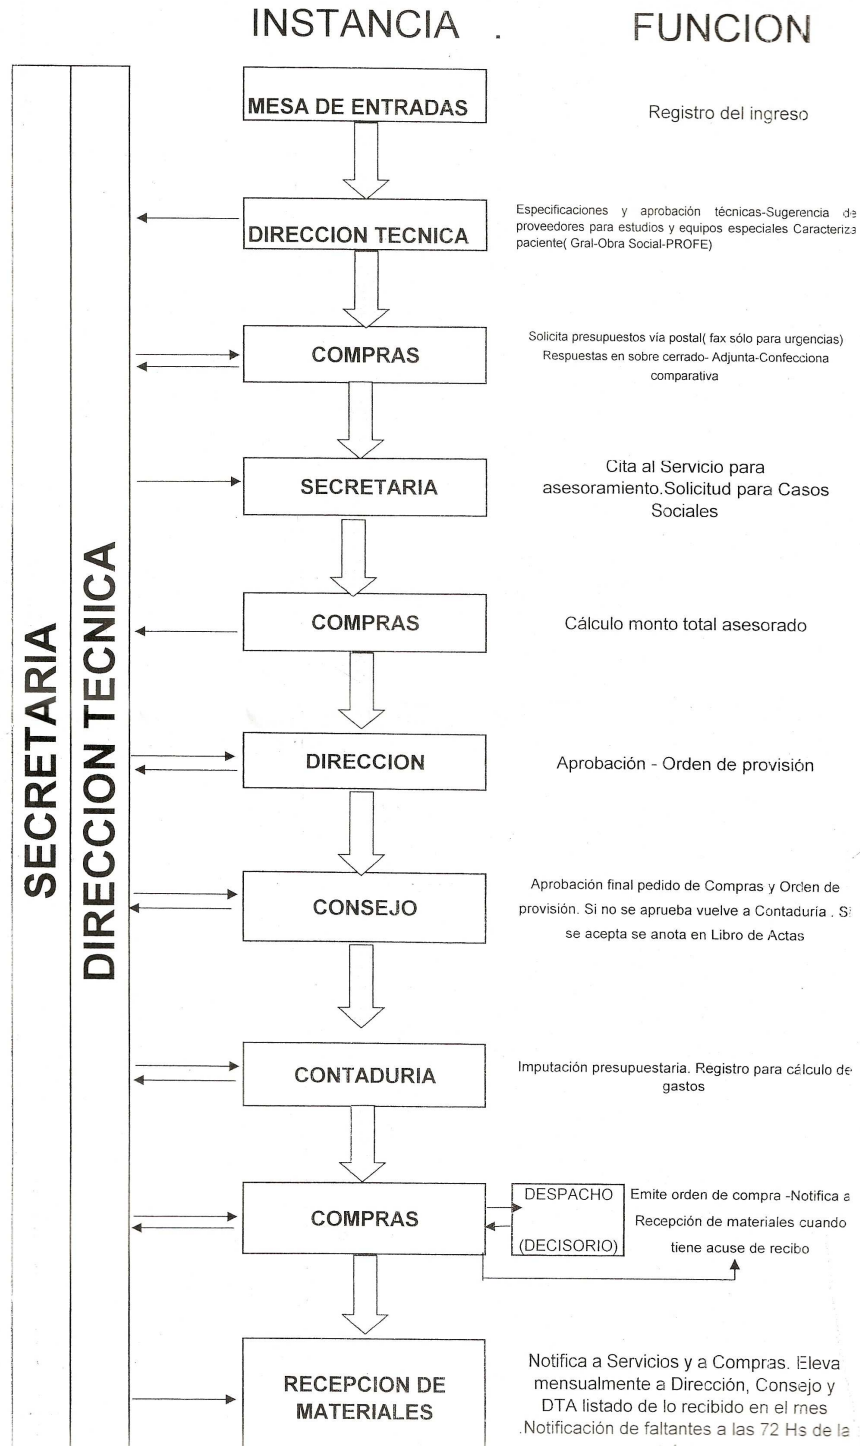 INSTANCIA .
FUNCION
MESA DE ENTRADAS
Registro del ingreso
DIRECCION TECNICA
Especificaciones y aprobación técnicas-Sugerencia de
proveedores para estudios y equipos especiales Caracteriza
paciente( Gral-Obra Social-PROFE)
COMPRAS
Solicita presupuestos vía postal( fax sólo para urgencias)
Respuestas en sobre cerrado- Adjunta-Confecciona
comparativa
SECRETARIA
Cita al Servicio para
asesoramiento.Solicitud para Casos
Sociales
COMPRAS
Cálculo monto total asesorado
DIRECCION
Aprobación - Orden de provisión
CONSEJO
Aprobación final pedido de Compras y Orden de
provisión. Si no se aprueba vuelve a Contaduría . Si
se acepta se anota en Libro de Actas
CONTADURIA
Imputación presupuestaria. Registro para cálculo de
gastos
COMPRAS
DESPACHO
(DECISORIO)
Emite orden de compra -Notifica a
Recepción de materiales cuando
tiene acuse de recibo
RECEPCION DE
MATERIALES
Notifica a Servicios y a Compras. Eleva
mensualmente a Dirección, Consejo y
DTA listado de lo recibido en el mes
.Notificación de faltantes a las 72 Hs de la
SECRETARIA
DIRECCION TECNICA